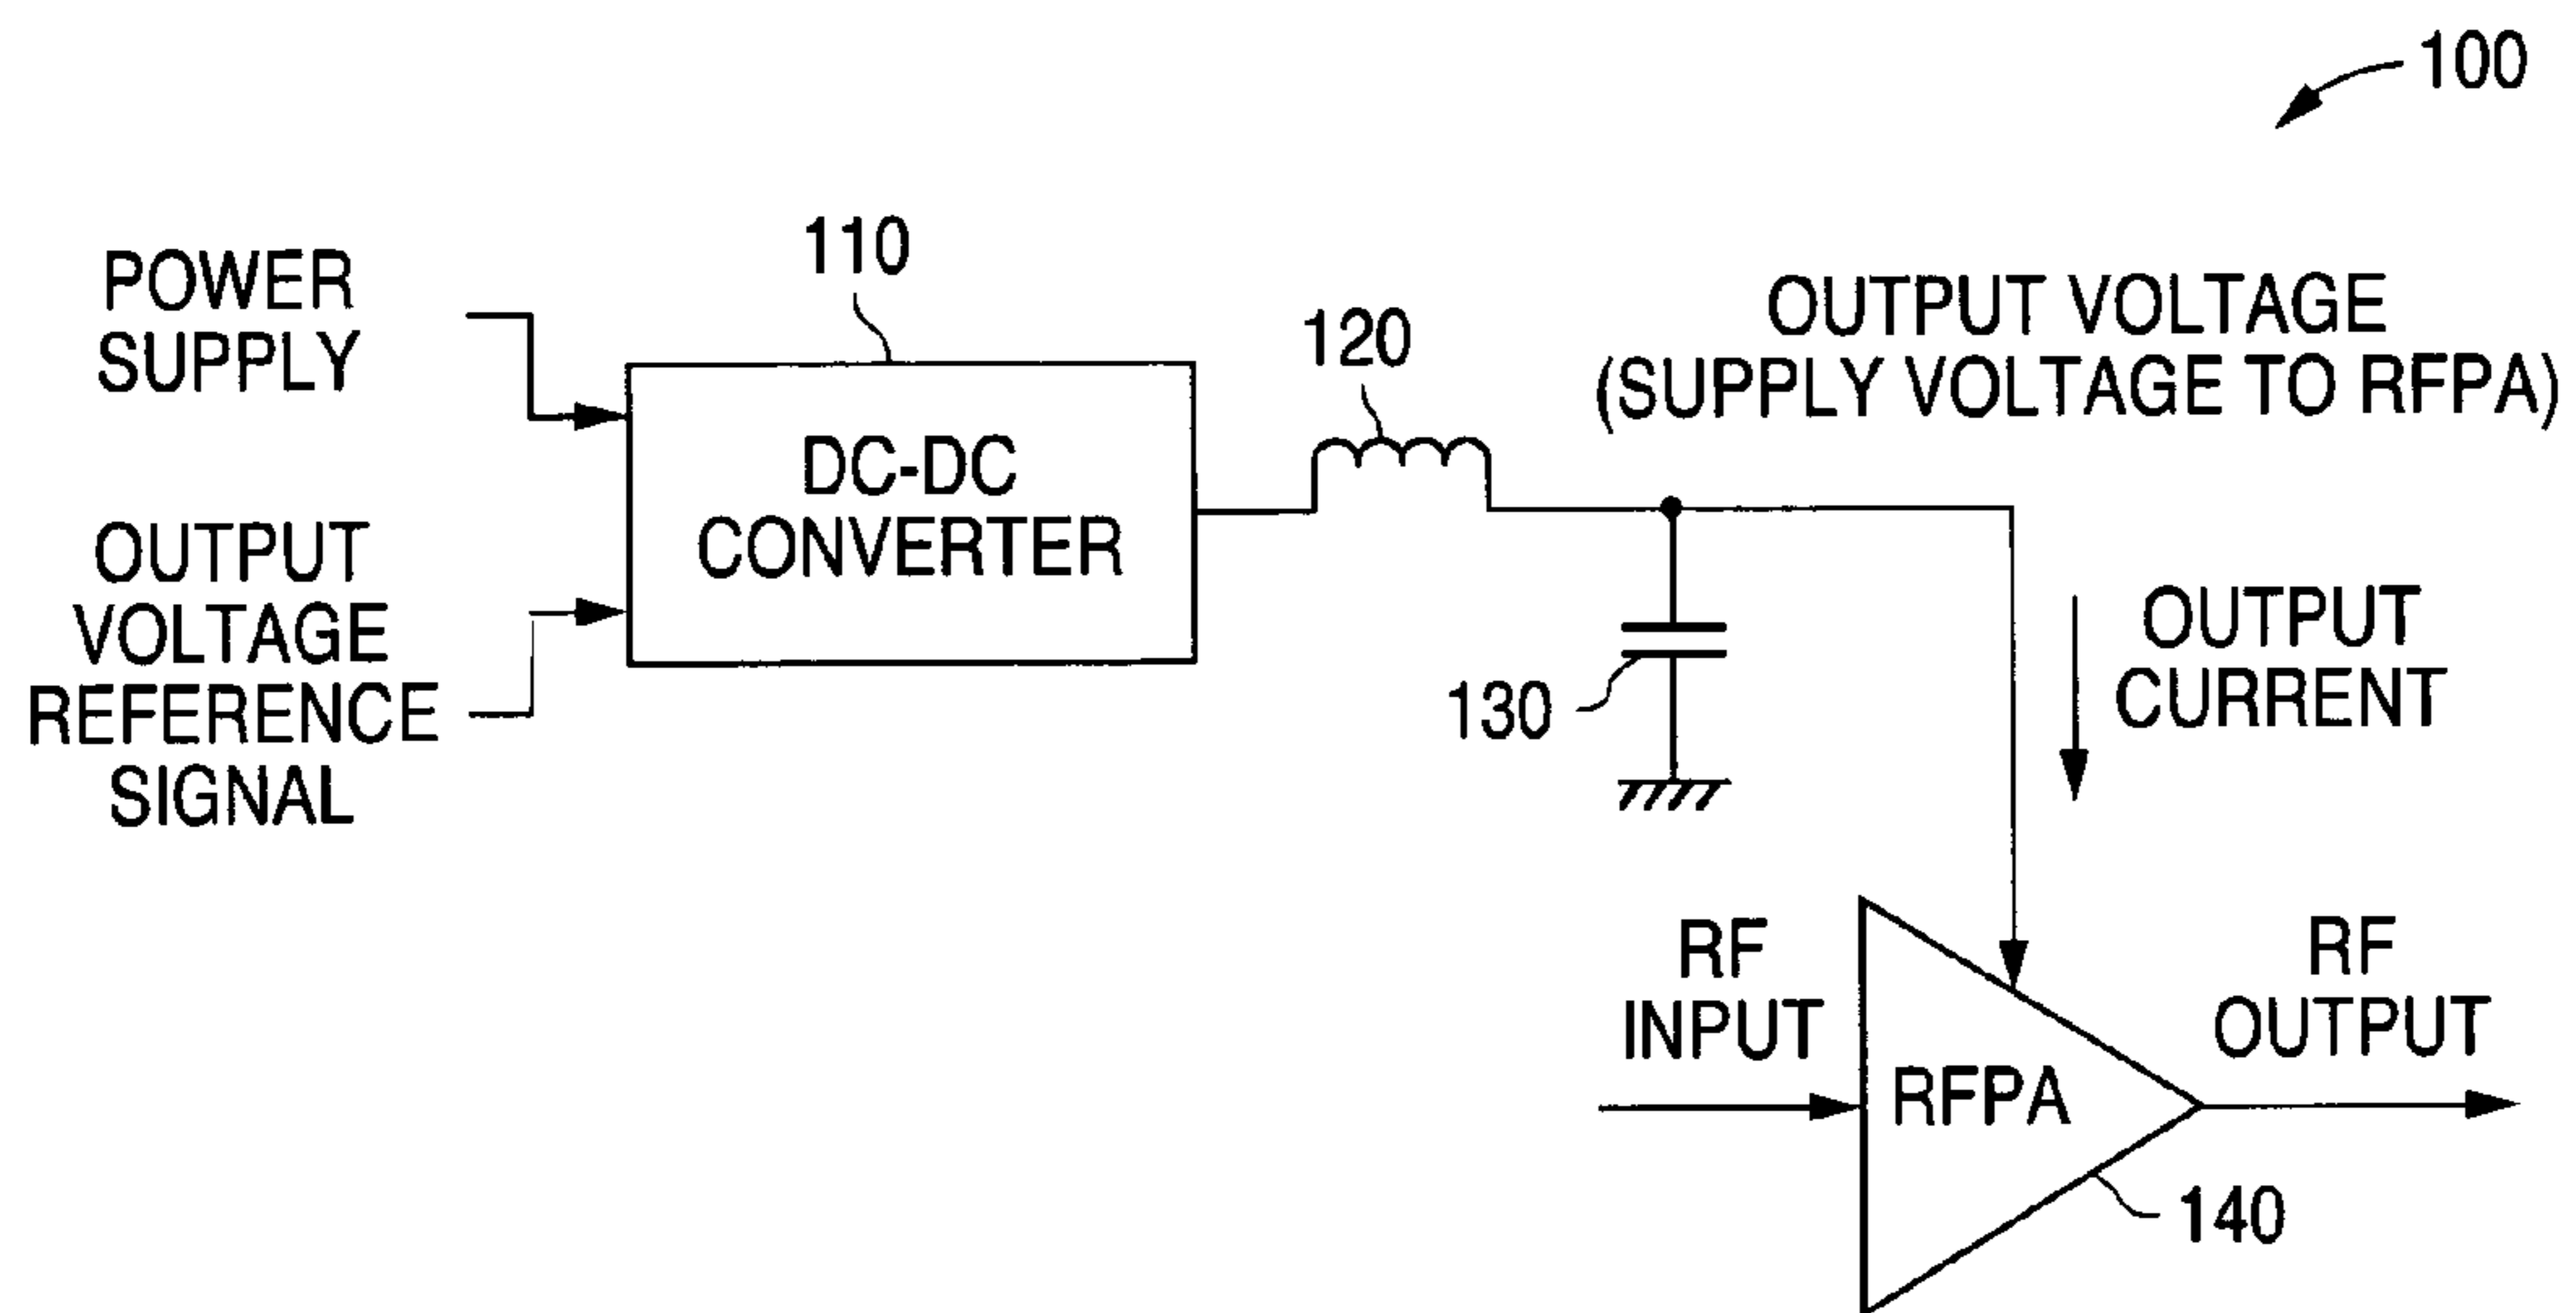 100
110
POWER
SUPPLY
120
OUTPUT VOLTAGE
(SUPPLY VOLTAGE TO RFPA)
DC-DC
CONVERTER
OUTPUT
VOLTAGE
REFERENCE
SIGNAL
130
OUTPUT
CURRENT
RF
INPUT
RFPA
RF
OUTPUT
140